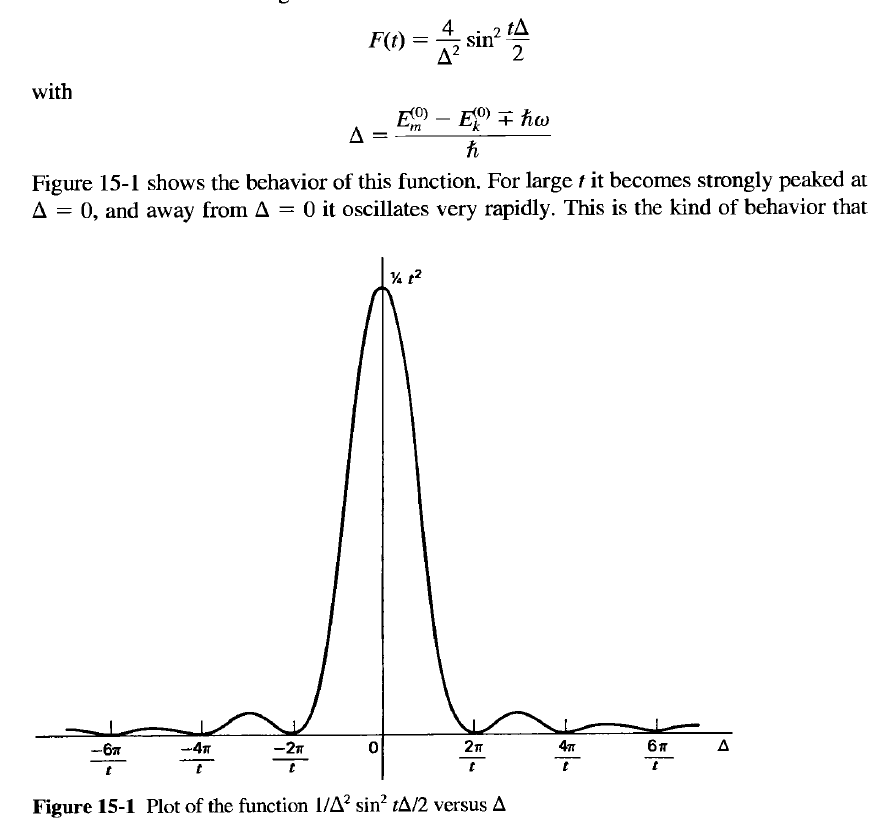 F(t) = 4/Δ² sin² tΔ/2
with
Δ = (E_m^(0) − E_k^(0) ∓ ħω)/ħ
Figure 15-1 shows the behavior of this function. For large t it becomes strongly peaked at
Δ = 0, and away from Δ = 0 it oscillates very rapidly. This is the kind of behavior that
¼ t²
−6π/t −4π/t −2π/t 0 2π/t 4π/t 6π/t Δ
Figure 15-1 Plot of the function 1/Δ² sin² tΔ/2 versus Δ